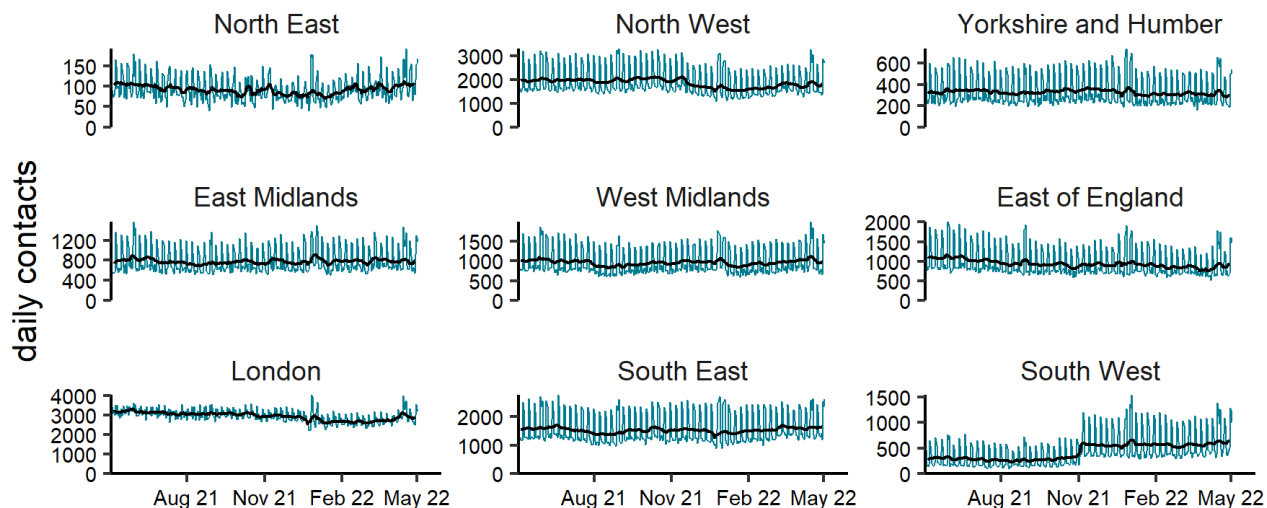 North East
North West
Yorkshire and Humber
150
100
50
0
3000
2000
1000
0
600
400
200
0
daily contacts
East Midlands
West Midlands
East of England
1200
800
400
0
1500
1000
500
0
2000
1500
1000
500
0
London
South East
South West
4000
3000
2000
1000
0
2000
1000
0
1500
1000
500
0
Aug 21 Nov 21 Feb 22 May 22
Aug 21 Nov 21 Feb 22 May 22
Aug 21 Nov 21 Feb 22 May 22